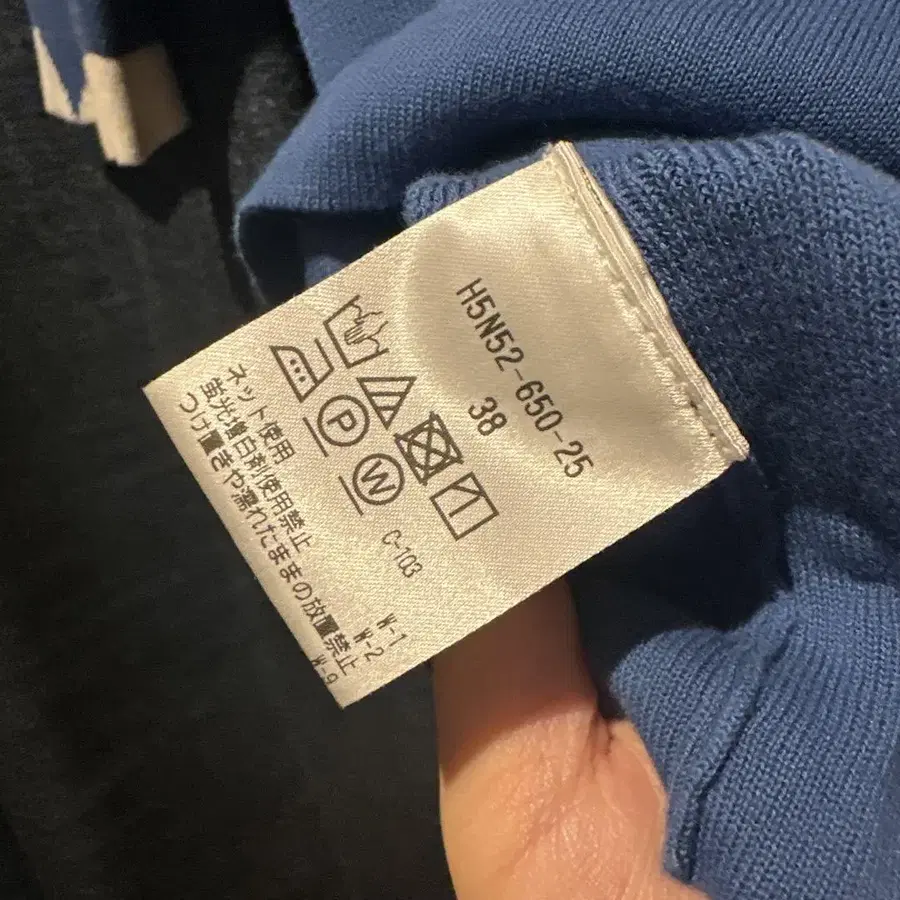 H5N52-650-25
38
P
W
C-103
ネット使用 W-1
蛍光増白剤使用禁止 W-2
つけ置きや濡れたままの放置禁止 W-9